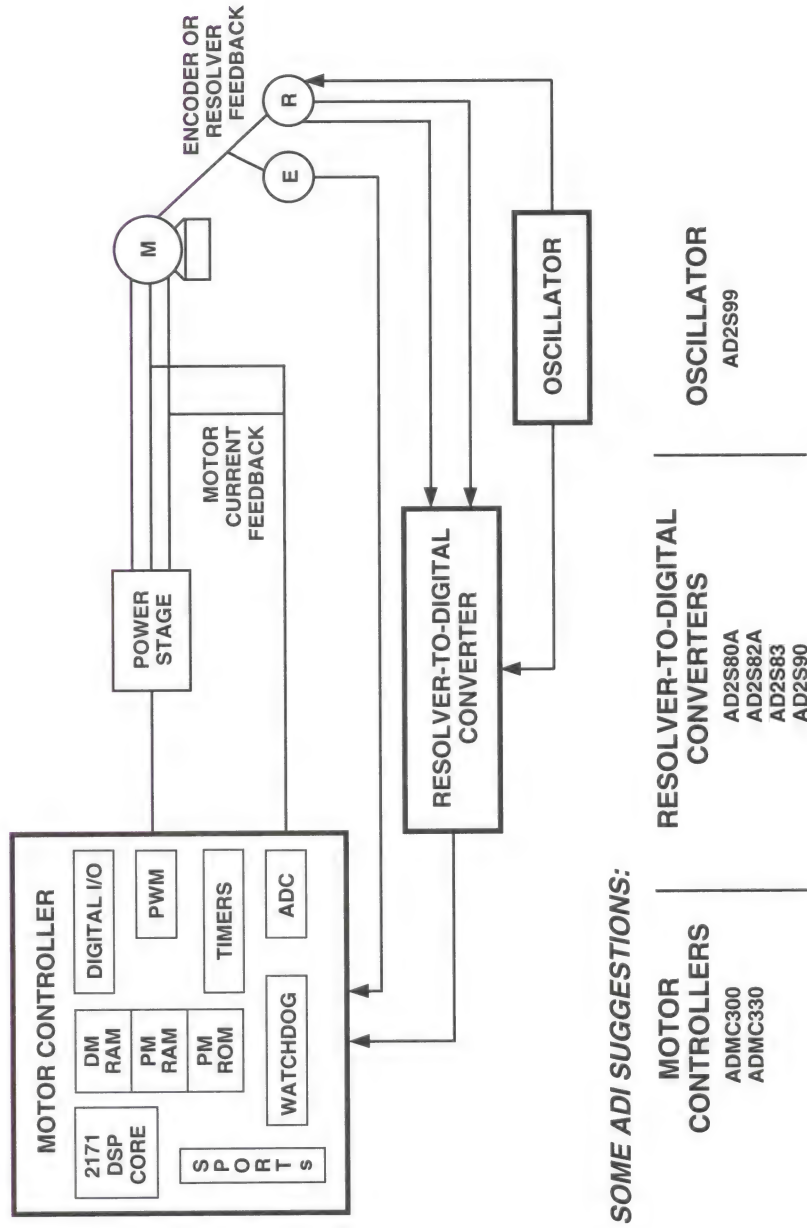 MOTOR CONTROLLER
2171
DSP
CORE
DM
RAM
PM
RAM
PM
ROM
DIGITAL I/O
PWM
TIMERS
ADC
S
P
O
R
T
s
WATCHDOG
POWER
STAGE
MOTOR
CURRENT
FEEDBACK
M
E
R
ENCODER OR
RESOLVER
FEEDBACK
RESOLVER-TO-DIGITAL
CONVERTER
OSCILLATOR
SOME ADI SUGGESTIONS:
MOTOR
CONTROLLERS
ADMC300
ADMC330
RESOLVER-TO-DIGITAL
CONVERTERS
AD2S80A
AD2S82A
AD2S83
AD2S90
OSCILLATOR
AD2S99